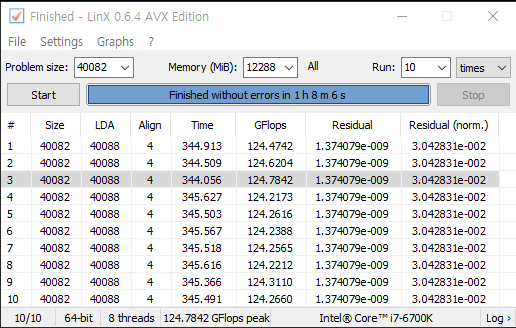 Finished - LinX 0.6.4 AVX Edition
File Settings Graphs ?
Problem size: 40082 Memory (MiB): 12288 All Run: 10 times
Start Finished without errors in 1 h 8 m 6 s Stop
# Size LDA Align Time GFlops Residual Residual (norm.)
1 40082 40088 4 344.913 124.4742 1.374079e-009 3.042831e-002
2 40082 40088 4 344.509 124.6204 1.374079e-009 3.042831e-002
3 40082 40088 4 344.056 124.7842 1.374079e-009 3.042831e-002
4 40082 40088 4 345.627 124.2173 1.374079e-009 3.042831e-002
5 40082 40088 4 345.503 124.2616 1.374079e-009 3.042831e-002
6 40082 40088 4 345.567 124.2388 1.374079e-009 3.042831e-002
7 40082 40088 4 345.518 124.2565 1.374079e-009 3.042831e-002
8 40082 40088 4 345.616 124.2212 1.374079e-009 3.042831e-002
9 40082 40088 4 345.366 124.3110 1.374079e-009 3.042831e-002
10 40082 40088 4 345.491 124.2660 1.374079e-009 3.042831e-002
10/10 64-bit 8 threads 124.7842 GFlops peak Intel® Core™ i7-6700K Log ›